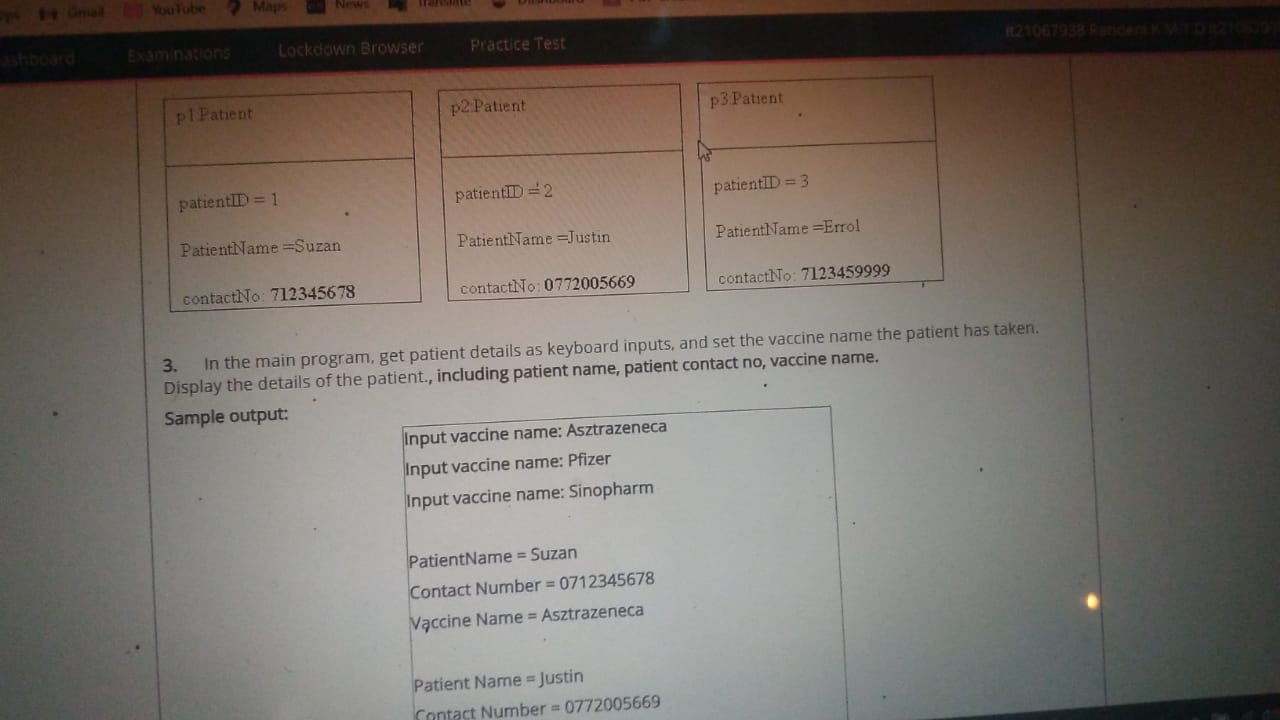 Gmail
YouTube
Maps
News
Translate
Examinations
Lockdown Browser
Practice Test
p1:Patient
patientID = 1
PatientName =Suzan
contactNo: 712345678
p2:Patient
patientID = 2
PatientName =Justin
contactNo: 0772005669
p3:Patient
patientID = 3
PatientName =Errol
contactNo: 7123459999
3. In the main program, get patient details as keyboard inputs, and set the vaccine name the patient has taken.
Display the details of the patient., including patient name, patient contact no, vaccine name.
Sample output:
Input vaccine name: Asztrazeneca
Input vaccine name: Pfizer
Input vaccine name: Sinopharm
PatientName = Suzan
Contact Number = 0712345678
Vaccine Name = Asztrazeneca
Patient Name = Justin
Contact Number = 0772005669